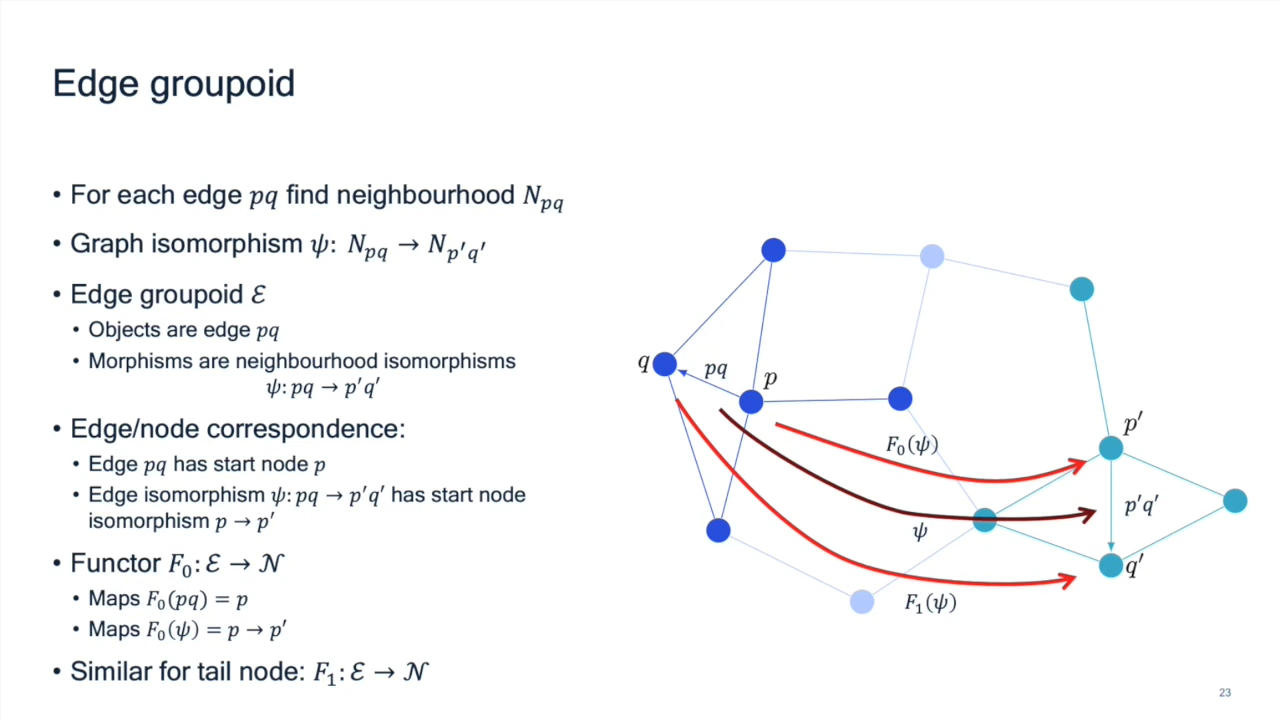 Edge groupoid
• For each edge 𝑝𝑞 find neighbourhood 𝑁𝑝𝑞
• Graph isomorphism 𝜓: 𝑁𝑝𝑞 → 𝑁𝑝′𝑞′
• Edge groupoid ℰ
• Objects are edge 𝑝𝑞
• Morphisms are neighbourhood isomorphisms
𝜓: 𝑝𝑞 → 𝑝′𝑞′
• Edge/node correspondence:
• Edge 𝑝𝑞 has start node 𝑝
• Edge isomorphism 𝜓: 𝑝𝑞 → 𝑝′𝑞′ has start node
isomorphism 𝑝 → 𝑝′
• Functor 𝐹₀: ℰ → 𝒩
• Maps 𝐹₀(𝑝𝑞) = 𝑝
• Maps 𝐹₀(𝜓) = 𝑝 → 𝑝′
• Similar for tail node: 𝐹₁: ℰ → 𝒩
𝑞
𝑝𝑞
𝑝
𝑝′
𝐹₀(𝜓)
𝑝′𝑞′
𝜓
𝑞′
𝐹₁(𝜓)
23